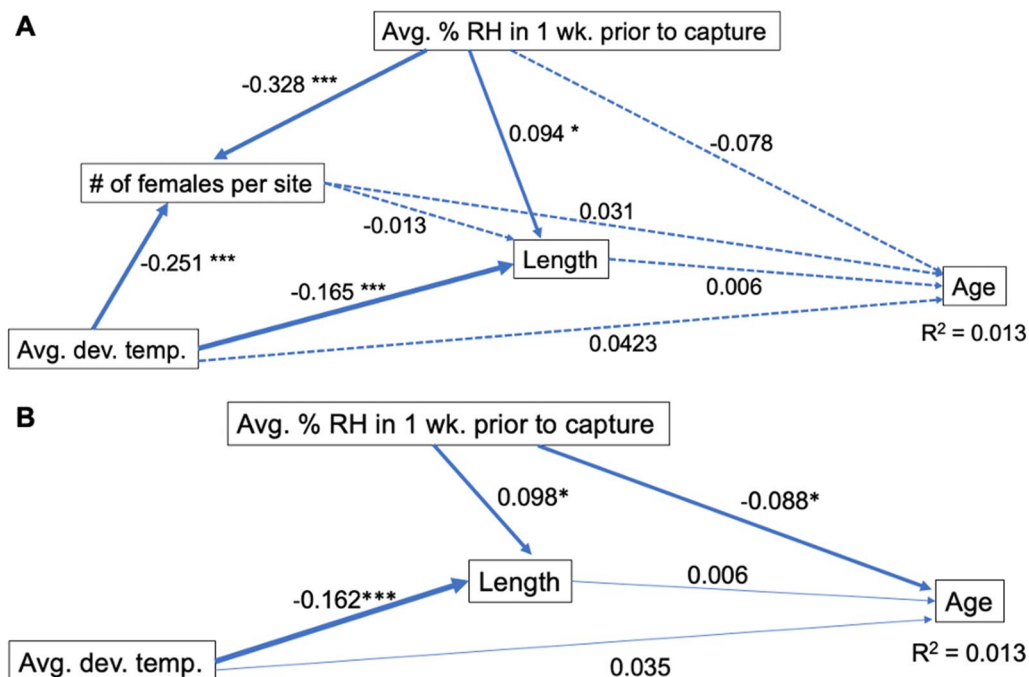 A
Avg. % RH in 1 wk. prior to capture
-0.328 ***
0.094 *
-0.078
# of females per site
-0.013
0.031
-0.251 ***
Length
-0.165 ***
0.006
Age
0.0423
R² = 0.013
Avg. dev. temp.
B
Avg. % RH in 1 wk. prior to capture
0.098*
-0.088*
Length
0.006
-0.162***
Age
Avg. dev. temp.
0.035
R² = 0.013